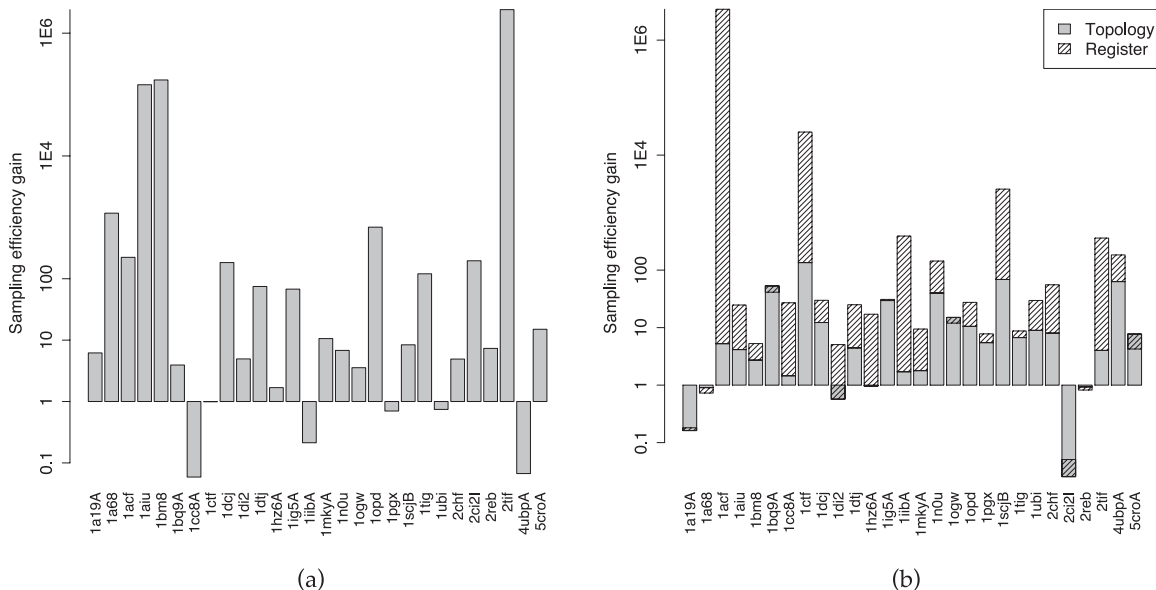 Sampling efficiency gain
1E6
1E4
100
10
1
0.1
1a19A
1a68
1acf
1aiu
1bm8
1bq9A
1cc8A
1ctf
1dcj
1di2
1dtj
1hz6A
1ig5A
1iibA
1mkyA
1n0u
1ogw
1opd
1pgx
1scjB
1tig
1ubi
2chf
2ci2I
2reb
2tif
4ubpA
5croA
(a)
Sampling efficiency gain
1E6
1E4
100
10
1
0.1
Topology
Register
1a19A
1a68
1acf
1aiu
1bm8
1bq9A
1cc8A
1ctf
1dcj
1di2
1dtj
1hz6A
1ig5A
1iibA
1mkyA
1n0u
1ogw
1opd
1pgx
1scjB
1tig
1ubi
2chf
2ci2I
2reb
2tif
4ubpA
5croA
(b)